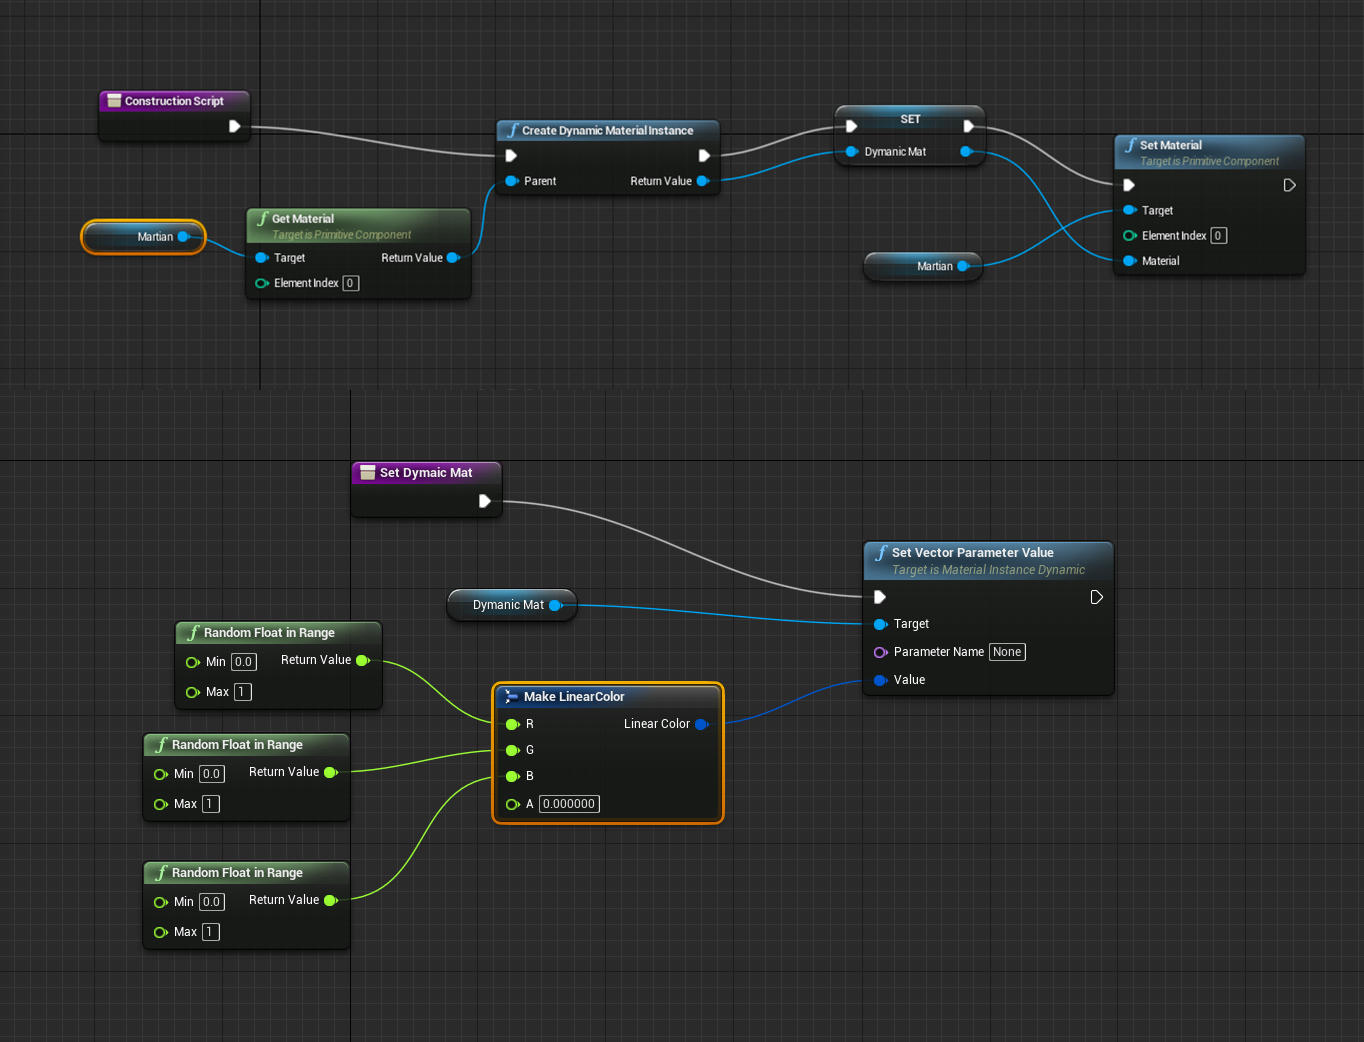 Construction Script
Create Dynamic Material Instance
Parent
Return Value
SET
Dymanic Mat
Set Material
Target is Primitive Component
Target
Element Index 0
Material
Martian
Get Material
Target is Primitive Component
Target
Return Value
Element Index 0
Martian
Set Dymaic Mat
Set Vector Parameter Value
Target is Material Instance Dynamic
Target
Parameter Name None
Value
Dymanic Mat
Random Float in Range
Min 0.0
Return Value
Max 1
Make LinearColor
R
Linear Color
G
B
A 0.000000
Random Float in Range
Min 0.0
Return Value
Max 1
Random Float in Range
Min 0.0
Return Value
Max 1